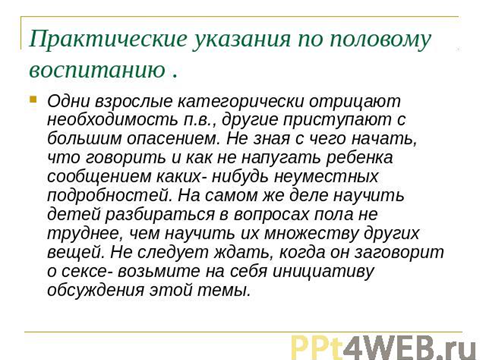 Практические указания по половому
воспитанию .
Одни взрослые категорически отрицают
необходимость п.в., другие приступают с
большим опасением. Не зная с чего начать,
что говорить и как не напугать ребенка
сообщением каких- нибудь неуместных
подробностей. На самом же деле научить
детей разбираться в вопросах пола не
труднее, чем научить их множеству других
вещей. Не следует ждать, когда он заговорит
о сексе- возьмите на себя инициативу
обсуждения этой темы.
PPt4WEB.ru